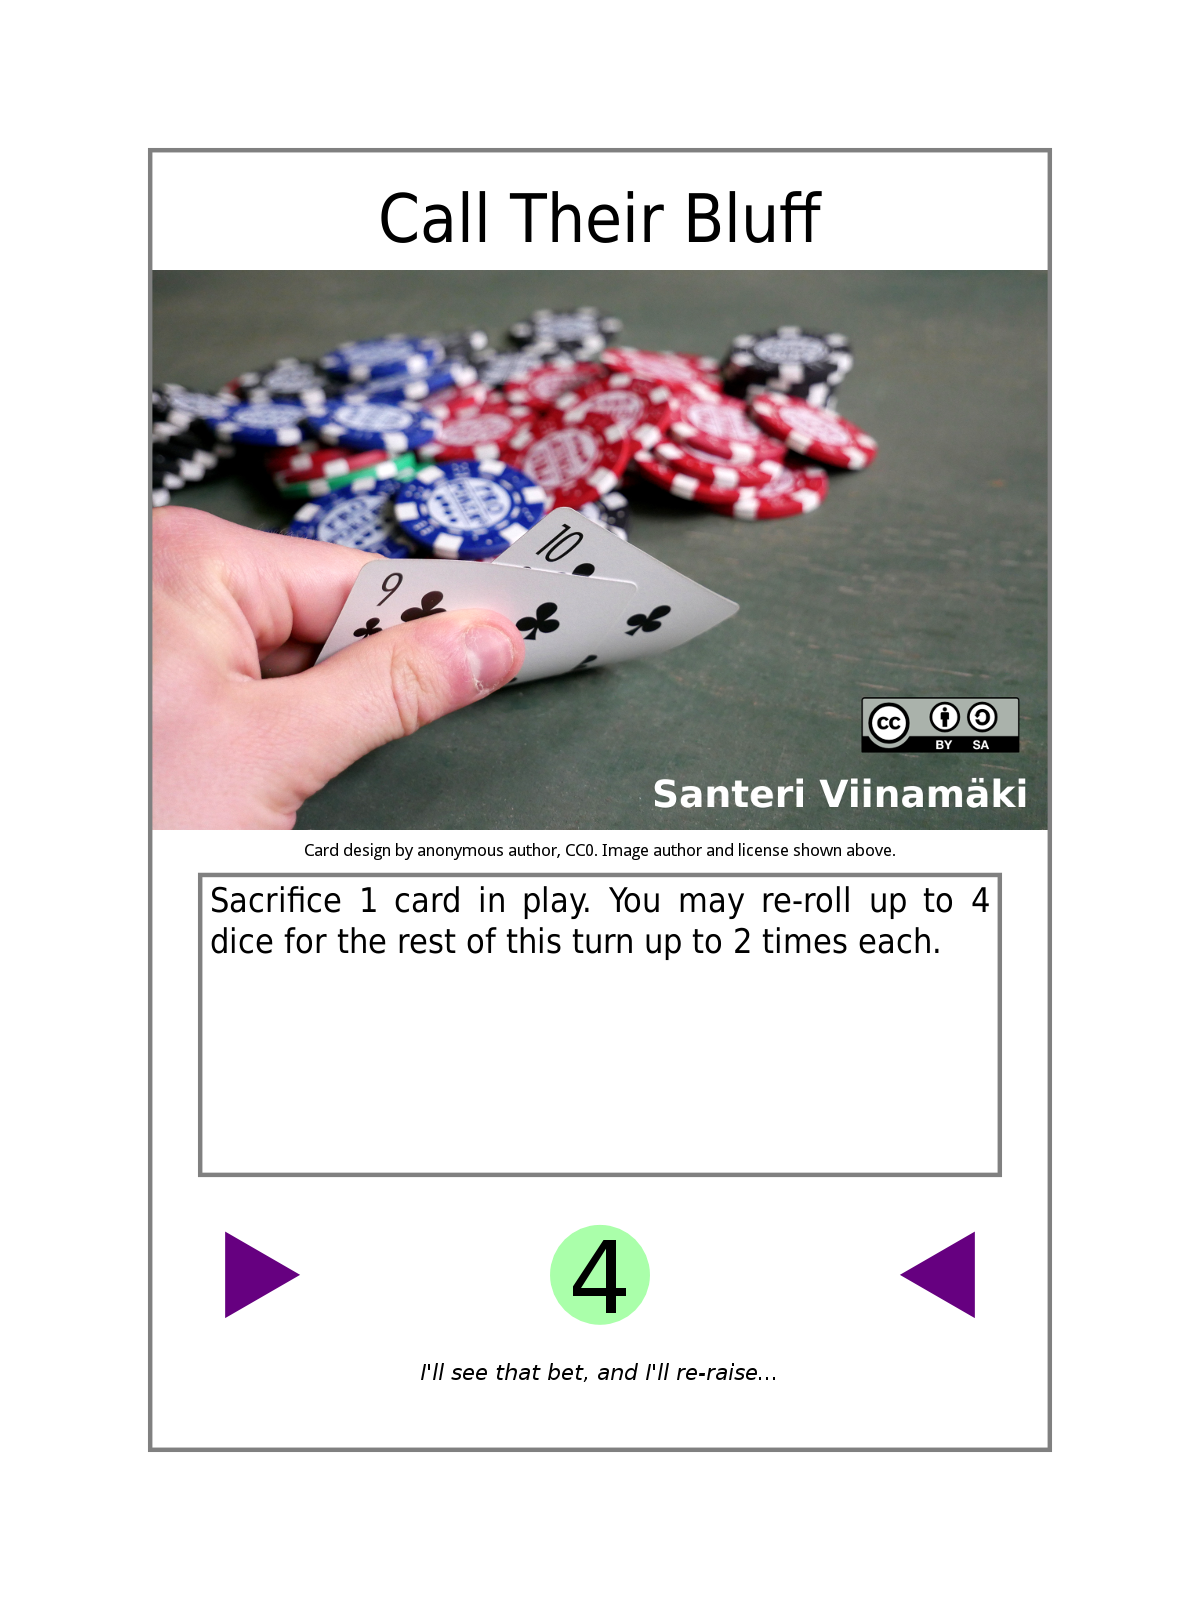 Call Their Bluff
10
9
cc
BY SA
Santeri Viinamäki
Card design by anonymous author, CC0. Image author and license shown above.
Sacrifice 1 card in play. You may re-roll up to 4
dice for the rest of this turn up to 2 times each.
4
I'll see that bet, and I'll re-raise...